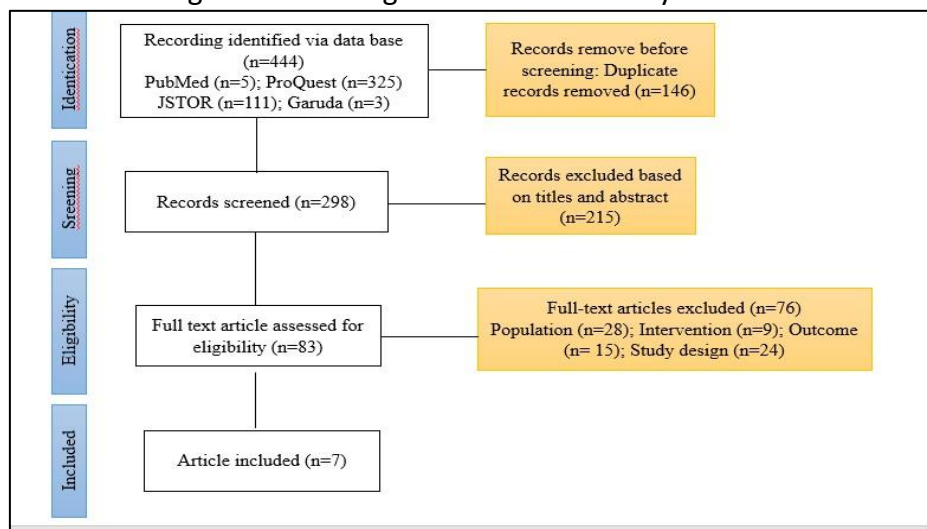 Identication
Recording identified via data base
(n=444)
PubMed (n=5); ProQuest (n=325)
JSTOR (n=111); Garuda (n=3)
Records remove before
screening: Duplicate
records removed (n=146)
Sreening
Records screened (n=298)
Records excluded based
on titles and abstract
(n=215)
Eligibility
Full text article assessed for
eligibility (n=83)
Full-text articles excluded (n=76)
Population (n=28); Intervention (n=9); Outcome
(n= 15); Study design (n=24)
Included
Article included (n=7)